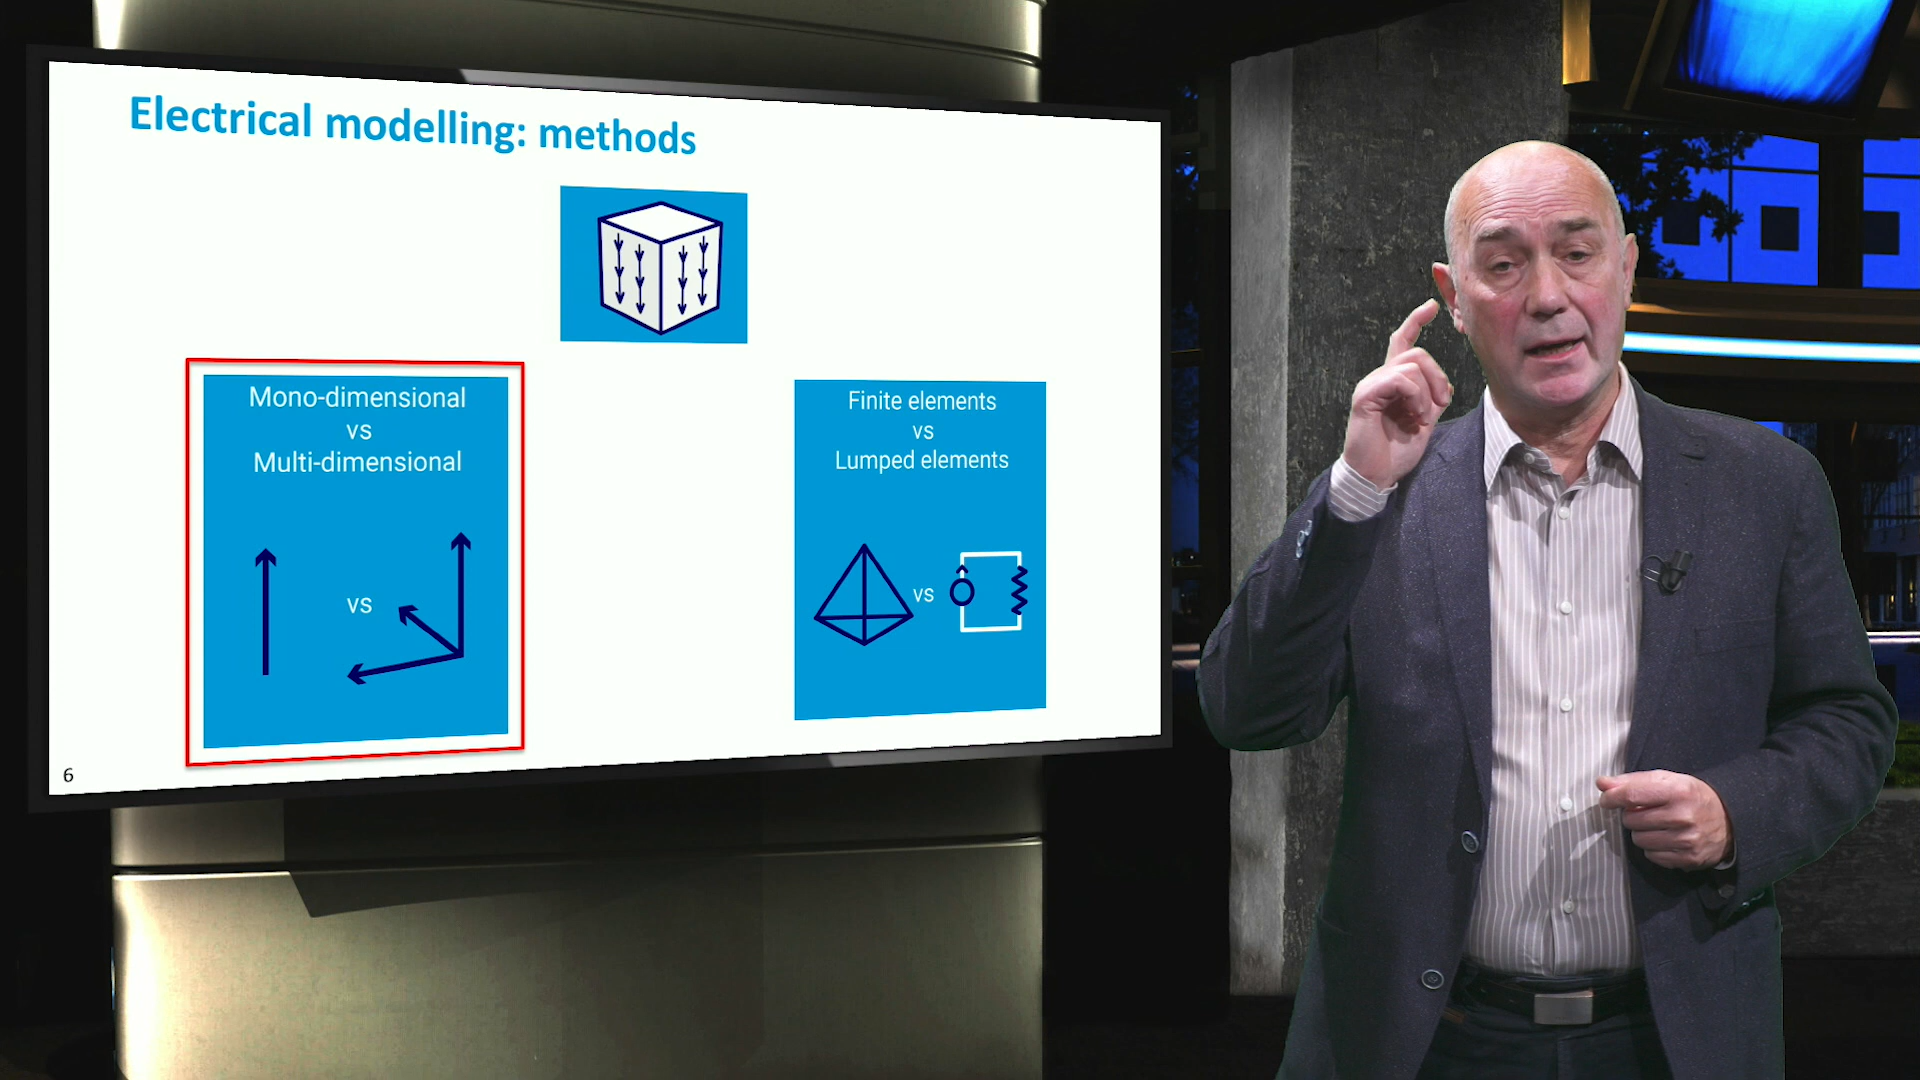 Electrical modelling: methods
Mono-dimensional
vs
Multi-dimensional
vs
Finite elements
vs
Lumped elements
vs
6